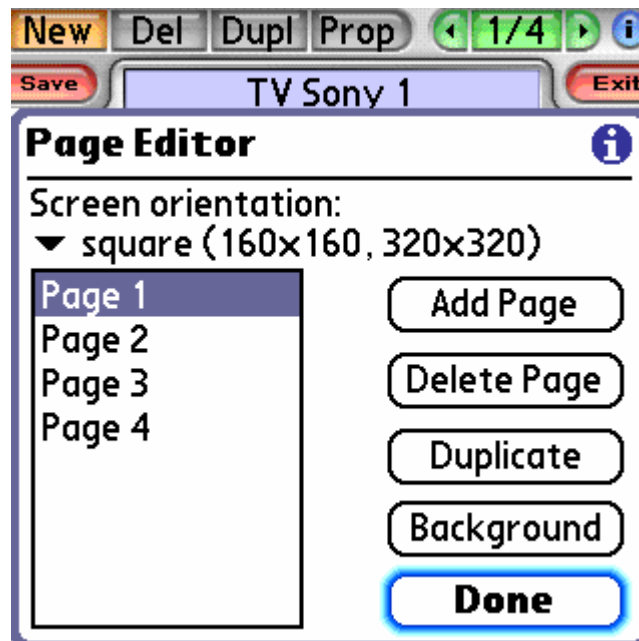 New Del Dupl Prop 1/4 i
Save TV Sony 1 Exit
Page Editor i
Screen orientation:
square (160x160, 320x320)
Page 1
Add Page
Page 2
Page 3
Delete Page
Page 4
Duplicate
Background
Done